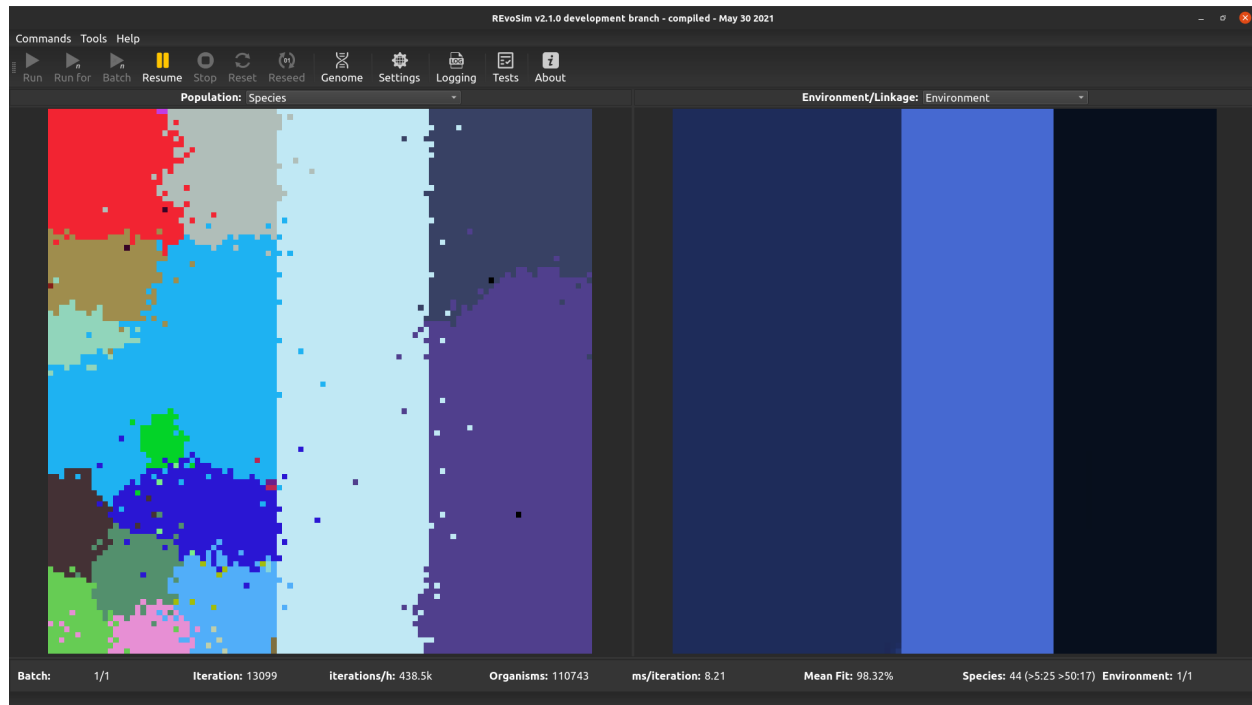 REvoSim v2.1.0 development branch - compiled - May 30 2021
Commands Tools Help
Run Run for Batch Resume Stop Reset Reseed Genome Settings Logging Tests About
Population: Species Environment/Linkage: Environment
Batch: 1/1 Iteration: 13099 iterations/h: 438.5k Organisms: 110743 ms/iteration: 8.21 Mean Fit: 98.32% Species: 44 (>5:25 >50:17) Environment: 1/1